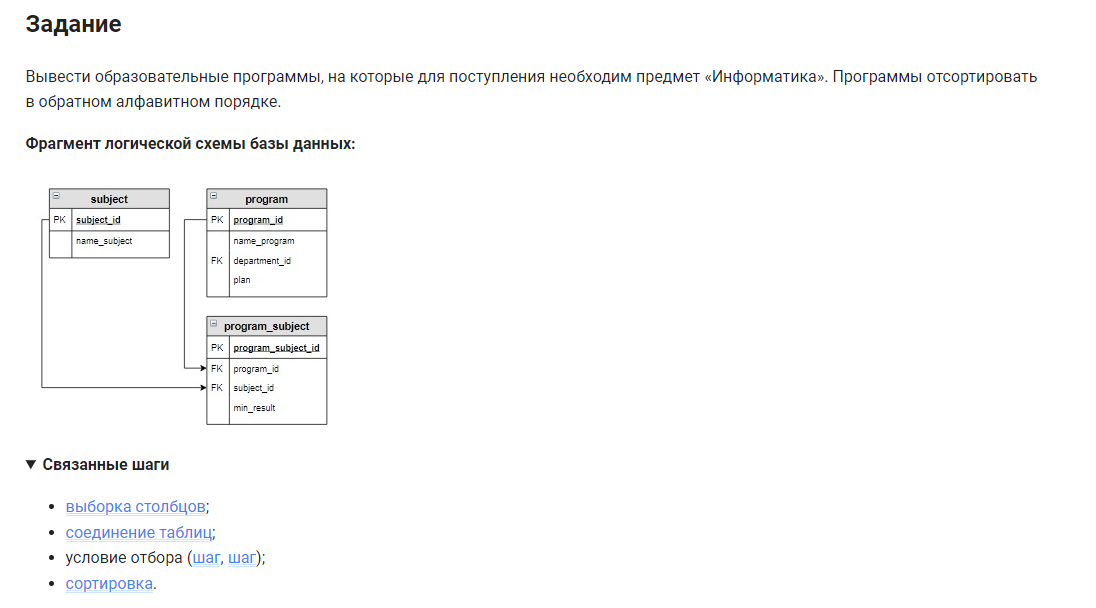 Задание
Вывести образовательные программы, на которые для поступления необходим предмет «Информатика». Программы отсортировать
в обратном алфавитном порядке.
Фрагмент логической схемы базы данных:
subject
PK subject_id
name_subject
program
PK program_id
name_program
FK department_id
plan
program_subject
PK program_subject_id
FK program_id
FK subject_id
min_result
▼ Связанные шаги
• выборка столбцов;
• соединение таблиц;
• условие отбора (шаг, шаг);
• сортировка.